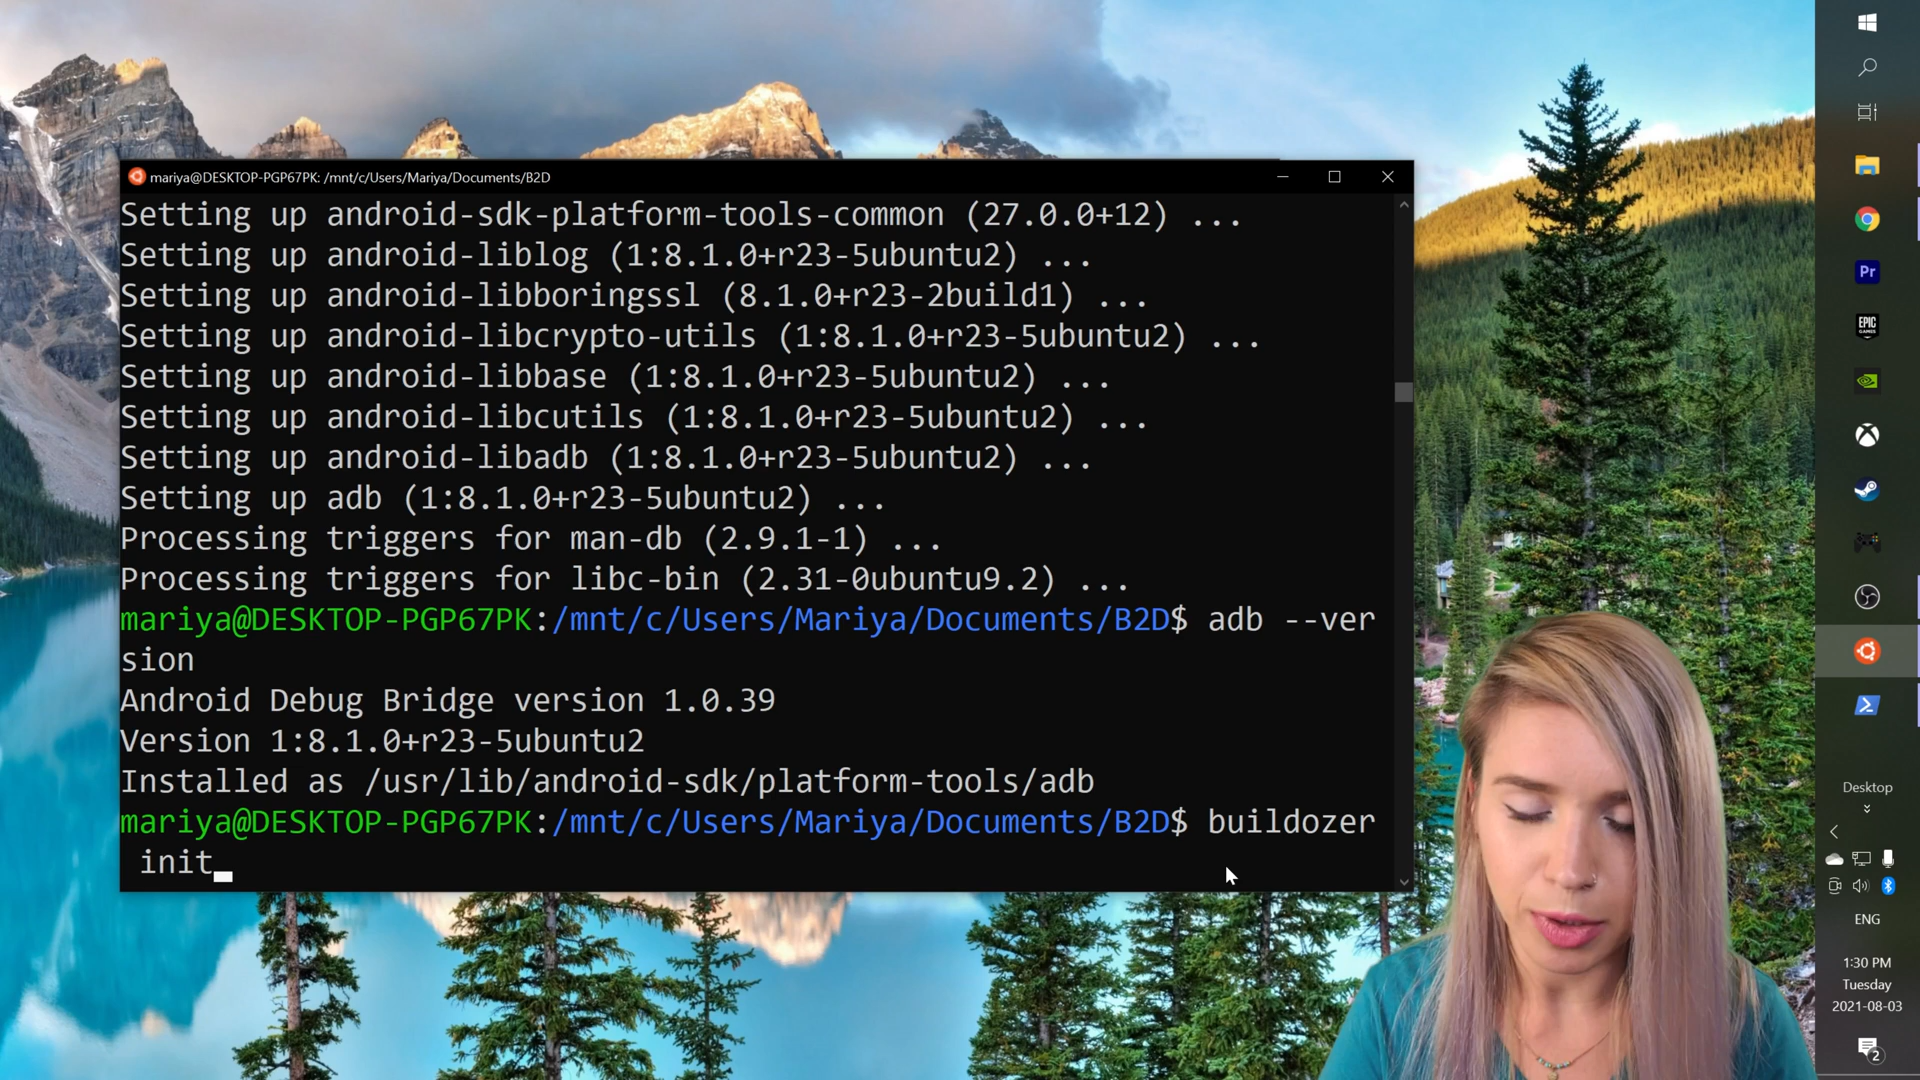 mariya@DESKTOP-PGP67PK: /mnt/c/Users/Mariya/Documents/B2D
Setting up android-sdk-platform-tools-common (27.0.0+12) ...
Setting up android-liblog (1:8.1.0+r23-5ubuntu2) ...
Setting up android-libboringssl (8.1.0+r23-2build1) ...
Setting up android-libcrypto-utils (1:8.1.0+r23-5ubuntu2) ...
Setting up android-libbase (1:8.1.0+r23-5ubuntu2) ...
Setting up android-libcutils (1:8.1.0+r23-5ubuntu2) ...
Setting up android-libadb (1:8.1.0+r23-5ubuntu2) ...
Setting up adb (1:8.1.0+r23-5ubuntu2) ...
Processing triggers for man-db (2.9.1-1) ...
Processing triggers for libc-bin (2.31-0ubuntu9.2) ...
mariya@DESKTOP-PGP67PK:/mnt/c/Users/Mariya/Documents/B2D$ adb --ver
sion
Android Debug Bridge version 1.0.39
Version 1:8.1.0+r23-5ubuntu2
Installed as /usr/lib/android-sdk/platform-tools/adb
mariya@DESKTOP-PGP67PK:/mnt/c/Users/Mariya/Documents/B2D$ buildozer
init
Pr
EPIC
GAMES
Desktop
ENG
1:30 PM
Tuesday
2021-08-03
2